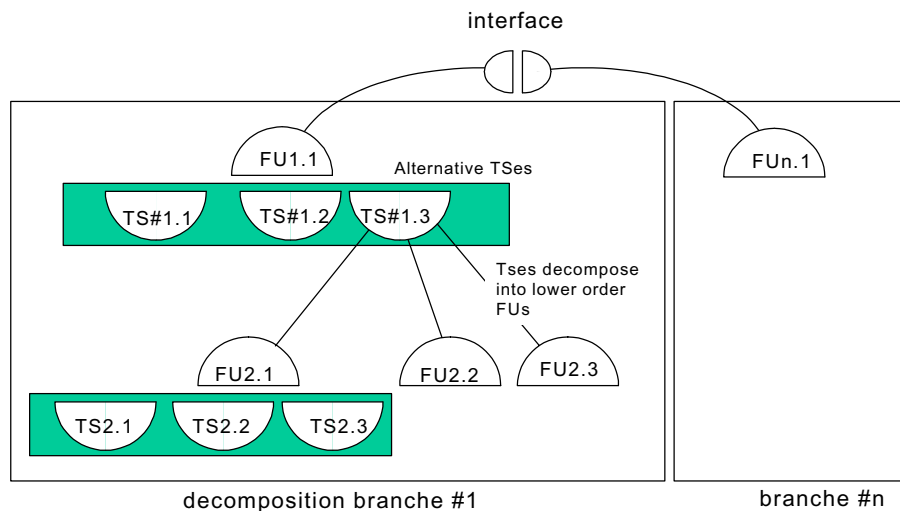 interface
FU1.1
FUn.1
Alternative TSes
TS#1.1
TS#1.2
TS#1.3
Tses decompose
into lower order
FUs
FU2.1
FU2.2
FU2.3
TS2.1
TS2.2
TS2.3
decomposition branche #1
branche #n